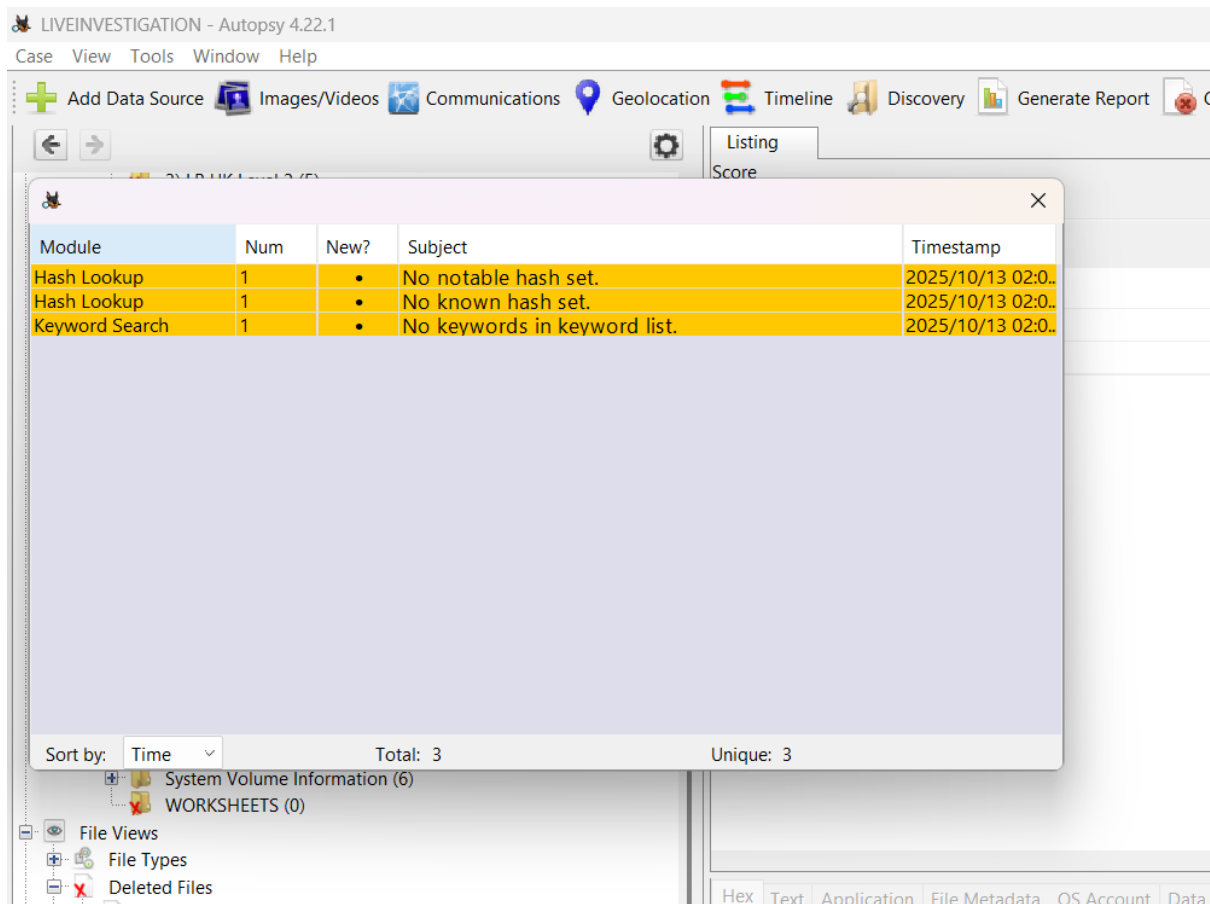 LIVEINVESTIGATION - Autopsy 4.22.1
Case View Tools Window Help
Add Data Source Images/Videos Communications Geolocation Timeline Discovery Generate Report
Listing
Score
Module Num New? Subject Timestamp
Hash Lookup 1 • No notable hash set. 2025/10/13 02:0..
Hash Lookup 1 • No known hash set. 2025/10/13 02:0..
Keyword Search 1 • No keywords in keyword list. 2025/10/13 02:0..
Sort by: Time Total: 3 Unique: 3
System Volume Information (6)
WORKSHEETS (0)
File Views
File Types
Deleted Files
Hex Text Application File Metadata OS Account Data